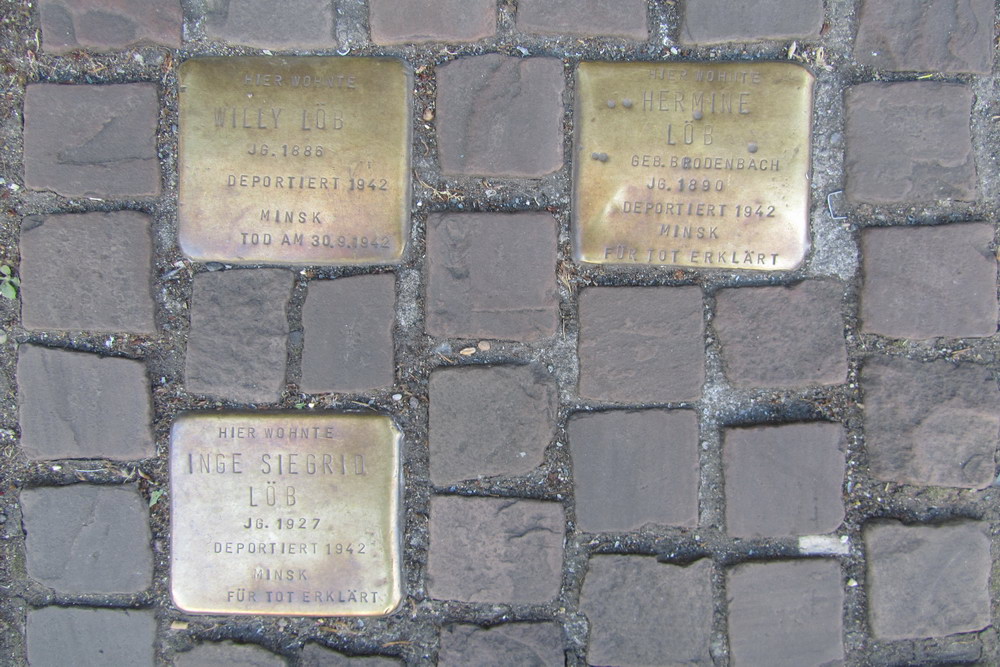 HIER WOHNTE
WILLY LÖB
JG. 1886
DEPORTIERT 1942
MINSK
TOD AM 30.9.1942
HIER WOHNTE
HERMINE
LÖB
GEB. BRODENBACH
JG. 1890
DEPORTIERT 1942
MINSK
FÜR TOT ERKLÄRT
HIER WOHNTE
INGE SIEGRID
LÖB
JG. 1927
DEPORTIERT 1942
MINSK
FÜR TOT ERKLÄRT